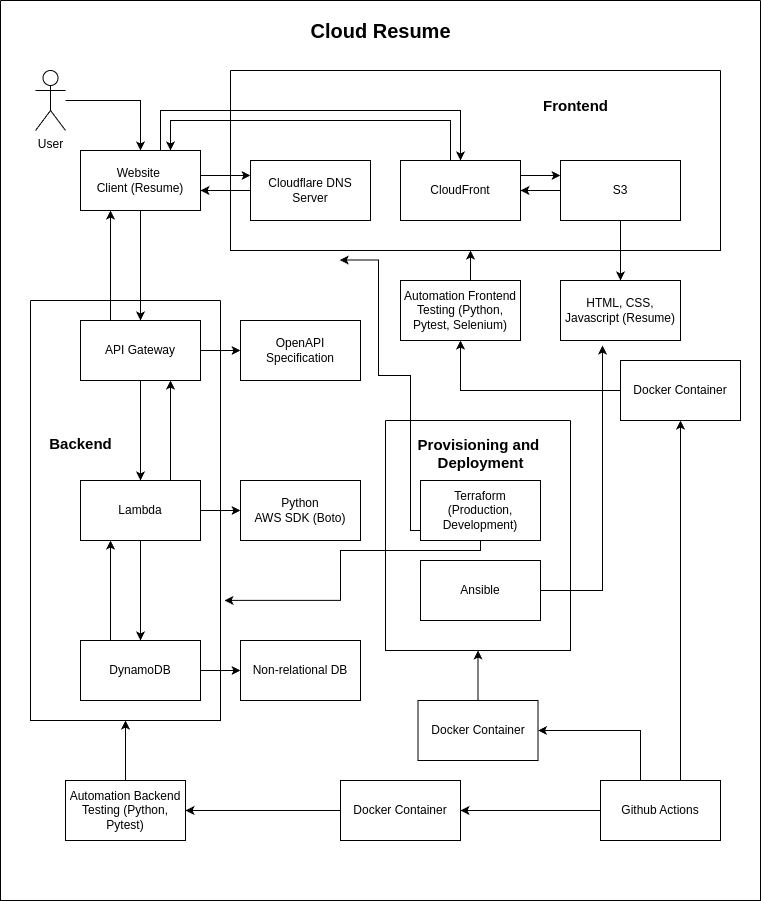 Cloud Resume
Frontend
User
Website
Client (Resume)
Cloudflare DNS
Server
CloudFront
S3
Automation Frontend
Testing (Python,
Pytest, Selenium)
HTML, CSS,
Javascript (Resume)
API Gateway
OpenAPI
Specification
Docker Container
Backend
Provisioning and
Deployment
Lambda
Python
AWS SDK (Boto)
Terraform
(Production,
Development)
Ansible
DynamoDB
Non-relational DB
Docker Container
Automation Backend
Testing (Python,
Pytest)
Docker Container
Github Actions